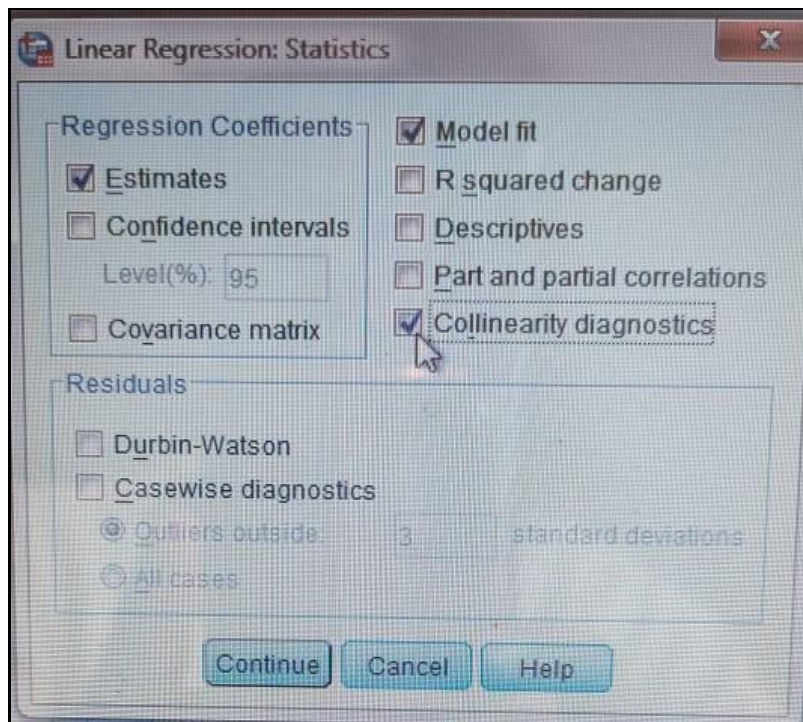 Linear Regression: Statistics
Regression Coefficients
Estimates
Confidence intervals
Level(%): 95
Covariance matrix
Model fit
R squared change
Descriptives
Part and partial correlations
Collinearity diagnostics
Residuals
Durbin-Watson
Casewise diagnostics
Outliers outside: 3 standard deviations
All cases
Continue Cancel Help